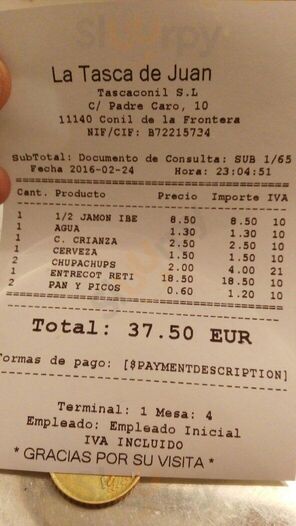 La Tasca de Juan
Tascaconil S.L
C/ Padre Caro, 10
11140 Conil de la Frontera
NIF/CIF: B72215734
SubTotal: Documento de Consulta: SUB 1/65
Fecha 2016-02-24 Hora: 23:04:51
Cant. Producto Precio Importe IVA
1 1/2 JAMON IBE 8.50 8.50 10
1 AGUA 1.30 1.30 10
1 C. CRIANZA 2.50 2.50 10
1 CERVEZA 1.50 1.50 10
2 CHUPACHUPS 2.00 4.00 21
1 ENTRECOT RETI 18.50 18.50 10
2 PAN Y PICOS 0.60 1.20 10
Total: 37.50 EUR
ormas de pago: [$PAYMENTDESCRIPTION]
Terminal: 1 Mesa: 4
Empleado: Empleado Inicial
IVA INCLUIDO
* GRACIAS POR SU VISITA *